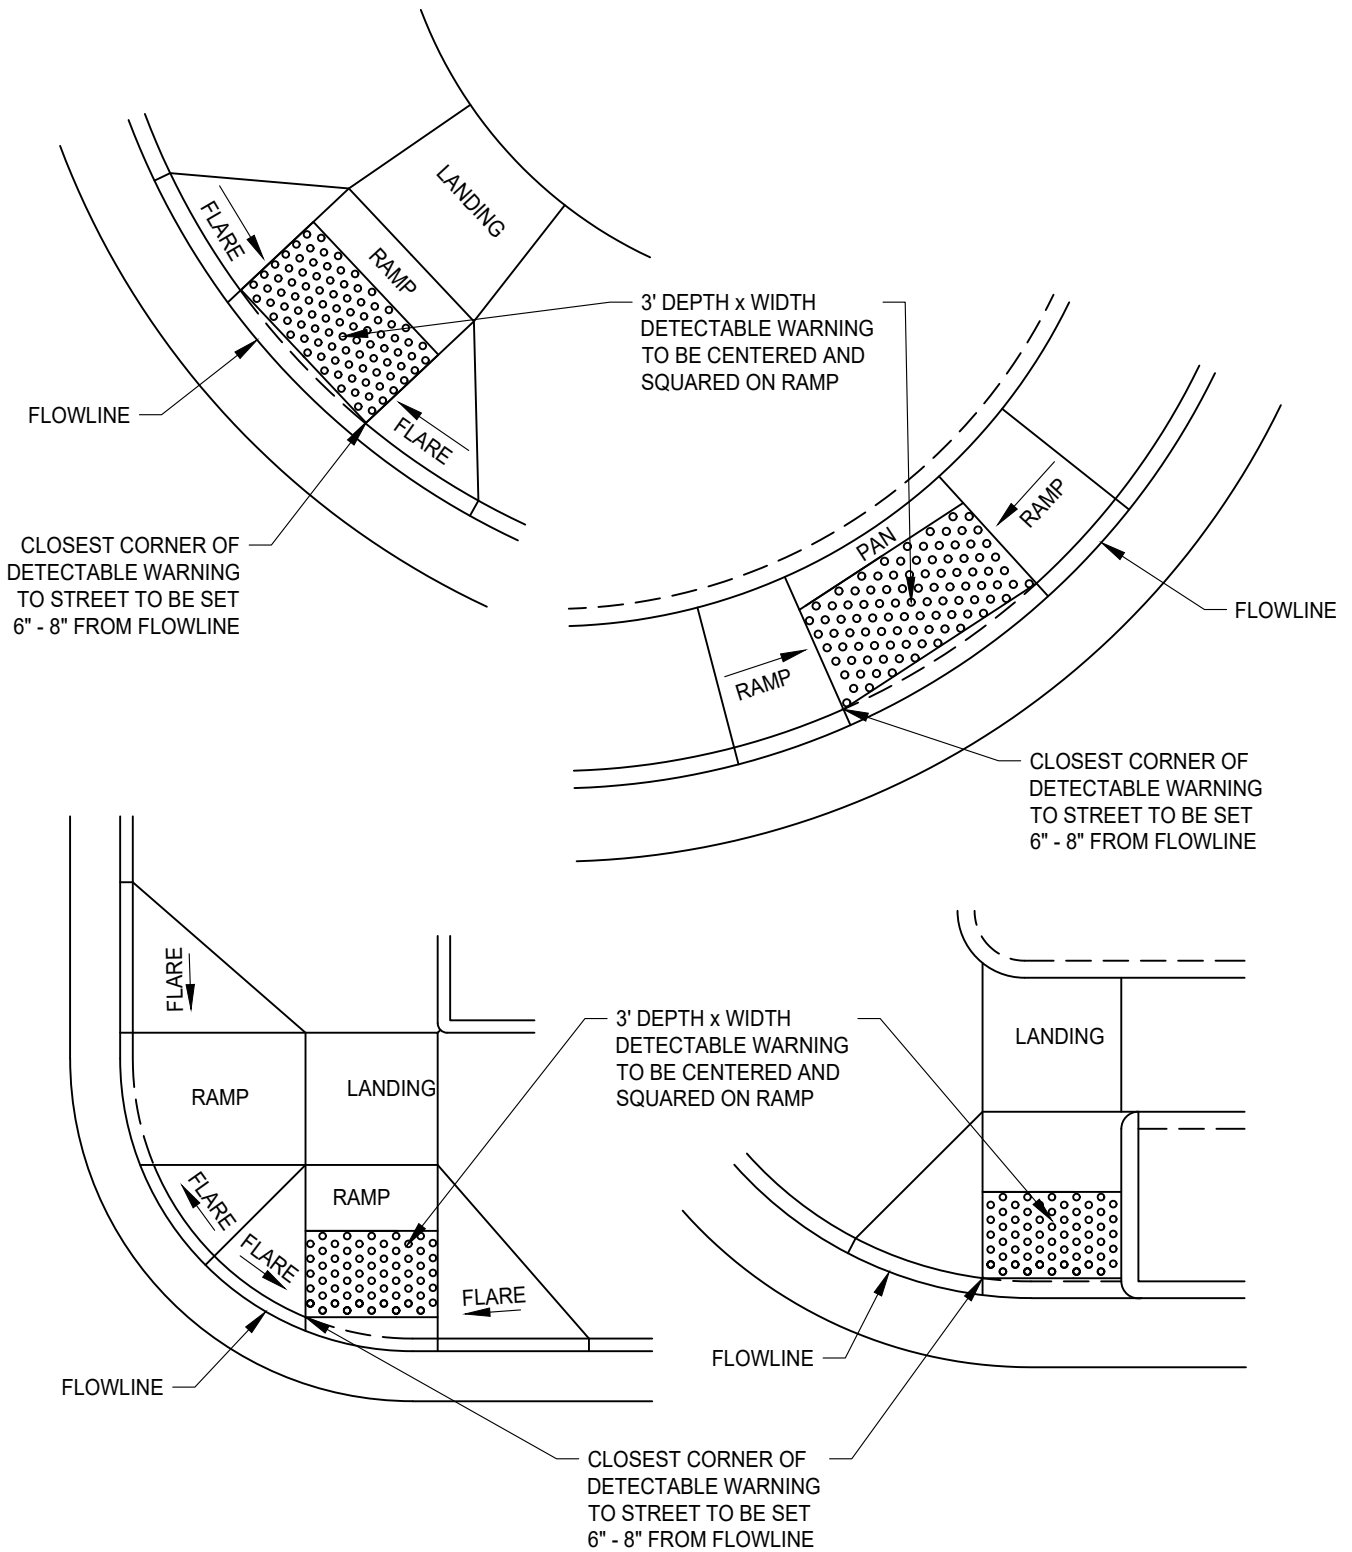 LANDING
FLARE
RAMP
FLARE
3' DEPTH x WIDTH
DETECTABLE WARNING
TO BE CENTERED AND
SQUARED ON RAMP
FLOWLINE
CLOSEST CORNER OF
DETECTABLE WARNING
TO STREET TO BE SET
6" - 8" FROM FLOWLINE
RAMP
PAN
RAMP
FLOWLINE
CLOSEST CORNER OF
DETECTABLE WARNING
TO STREET TO BE SET
6" - 8" FROM FLOWLINE
FLARE
RAMP
LANDING
FLARE
RAMP
FLARE
FLARE
FLOWLINE
3' DEPTH x WIDTH
DETECTABLE WARNING
TO BE CENTERED AND
SQUARED ON RAMP
LANDING
FLOWLINE
CLOSEST CORNER OF
DETECTABLE WARNING
TO STREET TO BE SET
6" - 8" FROM FLOWLINE